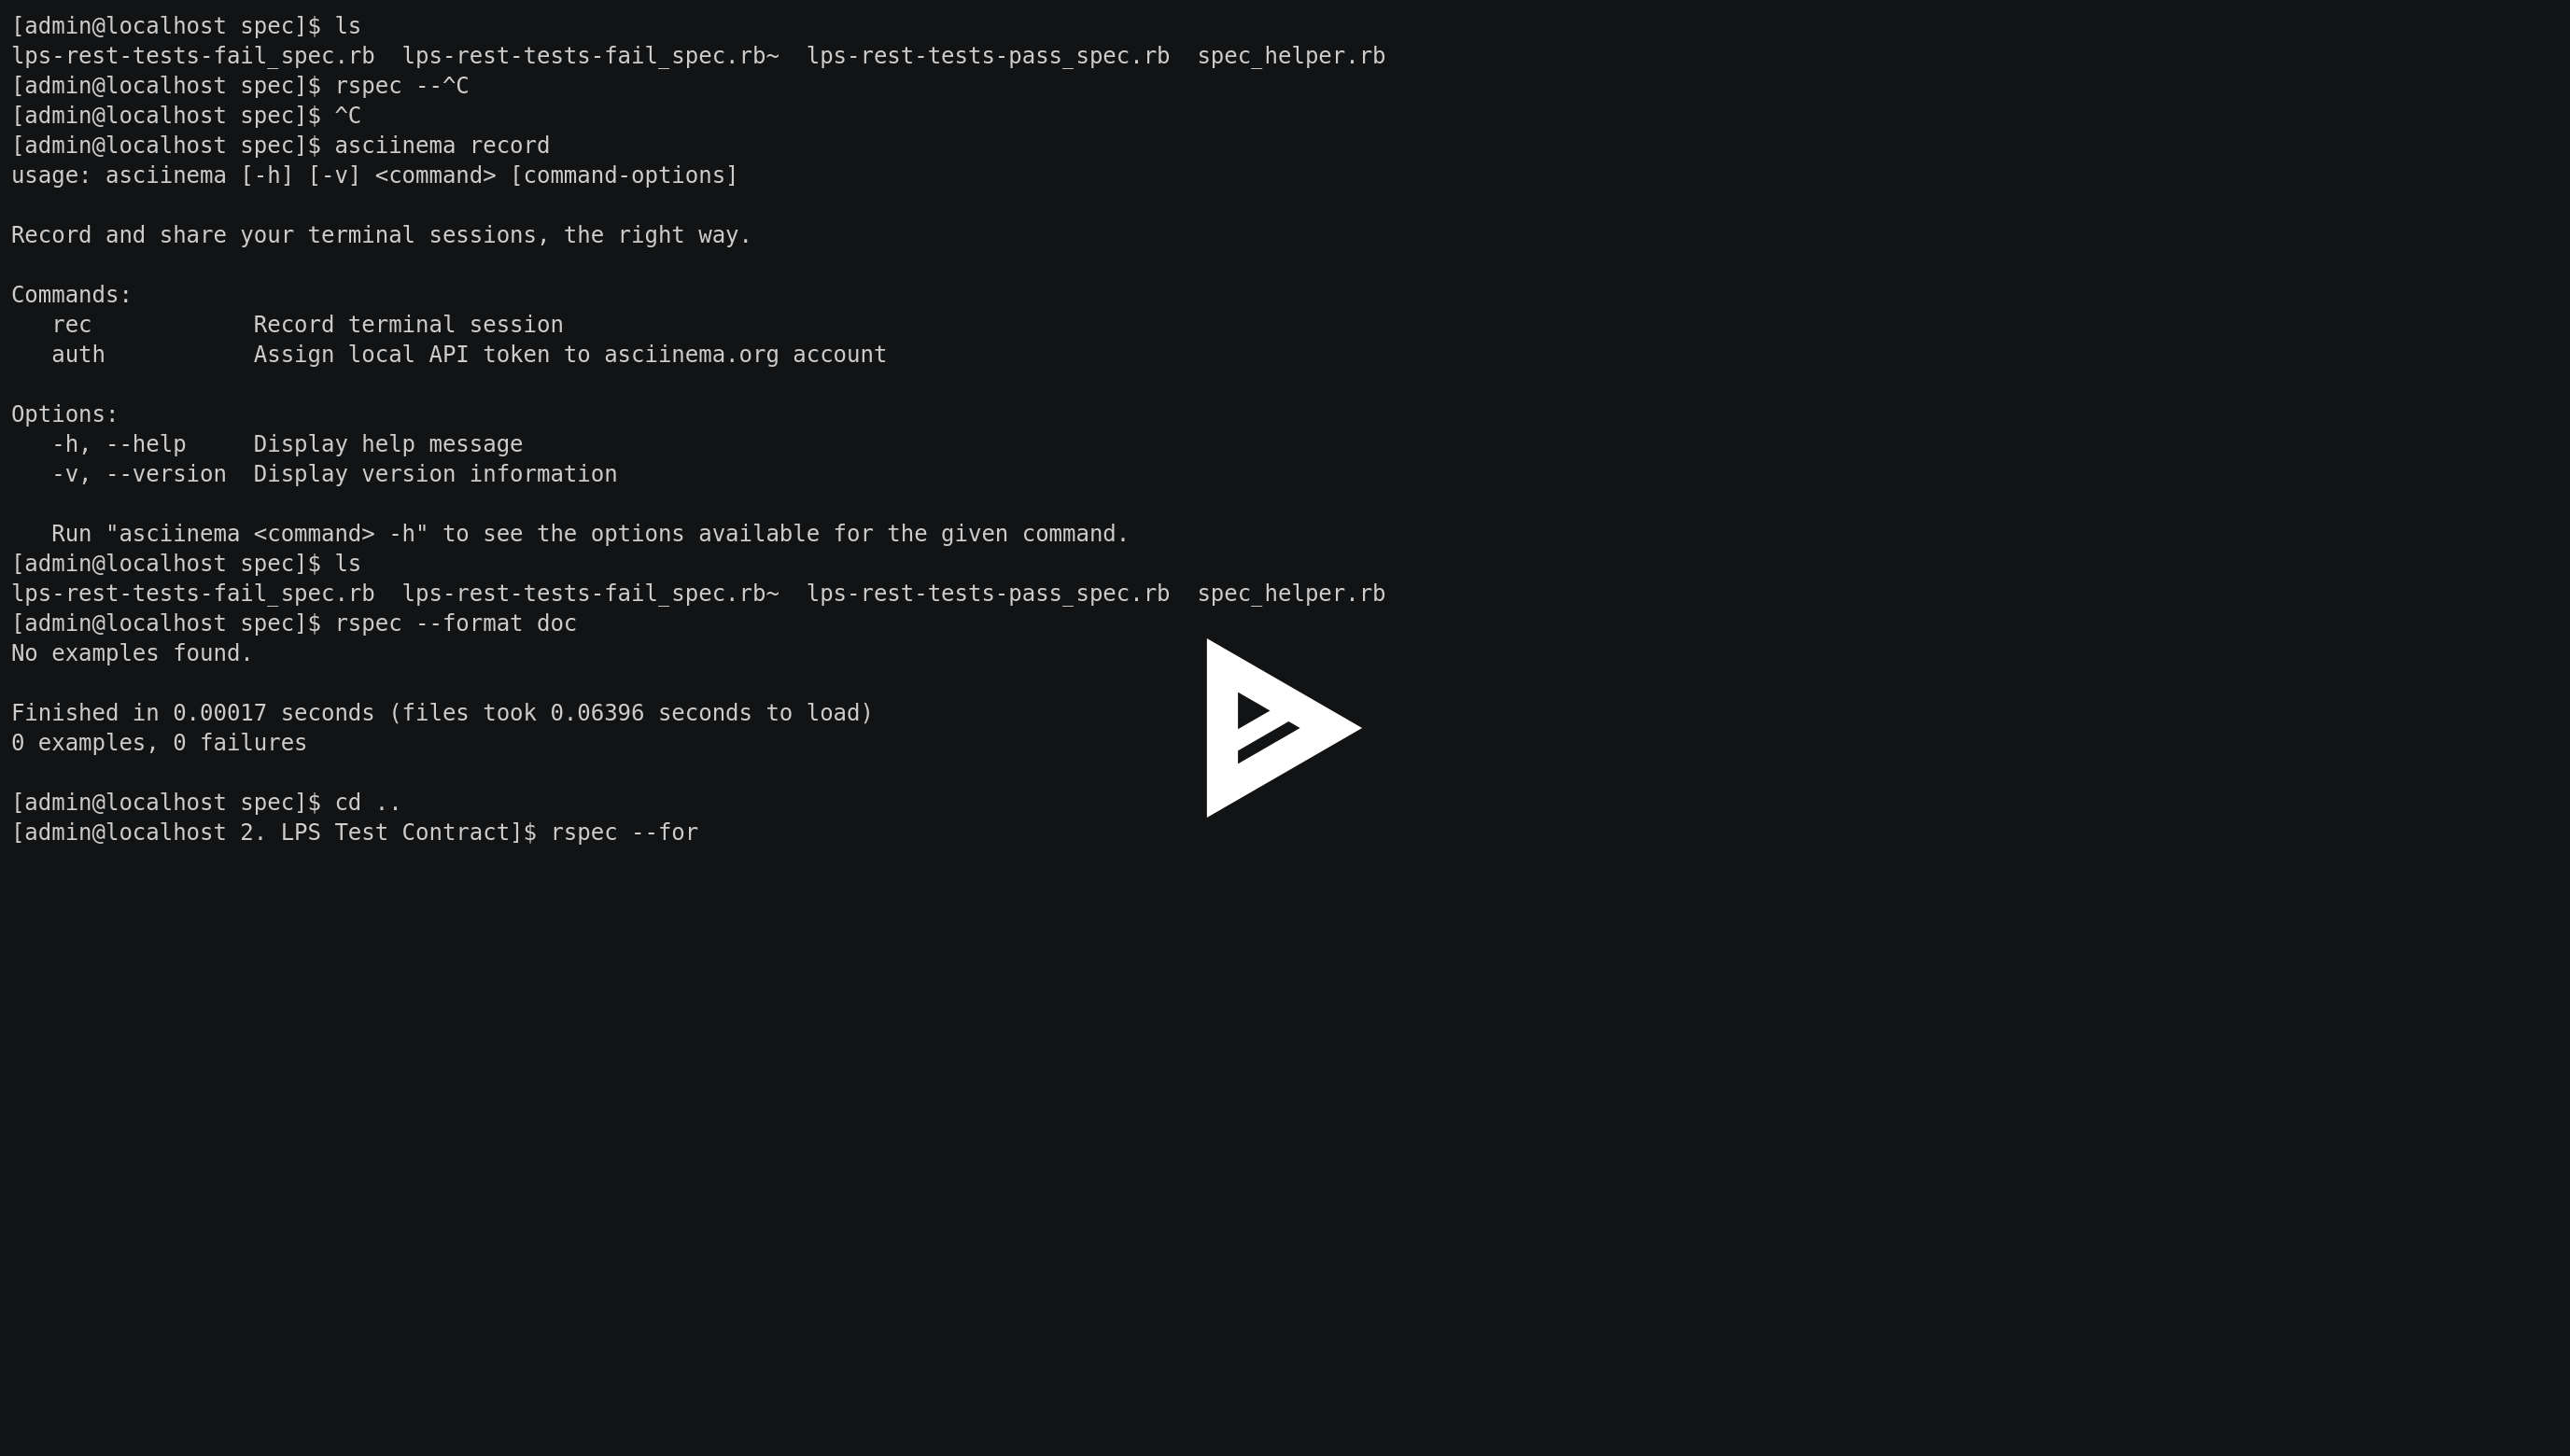 [admin@localhost spec]$ ls
lps-rest-tests-fail_spec.rb  lps-rest-tests-fail_spec.rb~  lps-rest-tests-pass_spec.rb  spec_helper.rb
[admin@localhost spec]$ rspec --^C
[admin@localhost spec]$ ^C
[admin@localhost spec]$ asciinema record
usage: asciinema [-h] [-v] <command> [command-options]

Record and share your terminal sessions, the right way.

Commands:
   rec            Record terminal session
   auth           Assign local API token to asciinema.org account

Options:
   -h, --help     Display help message
   -v, --version  Display version information

   Run "asciinema <command> -h" to see the options available for the given command.
[admin@localhost spec]$ ls
lps-rest-tests-fail_spec.rb  lps-rest-tests-fail_spec.rb~  lps-rest-tests-pass_spec.rb  spec_helper.rb
[admin@localhost spec]$ rspec --format doc
No examples found.

Finished in 0.00017 seconds (files took 0.06396 seconds to load)
0 examples, 0 failures

[admin@localhost spec]$ cd ..
[admin@localhost 2. LPS Test Contract]$ rspec --for